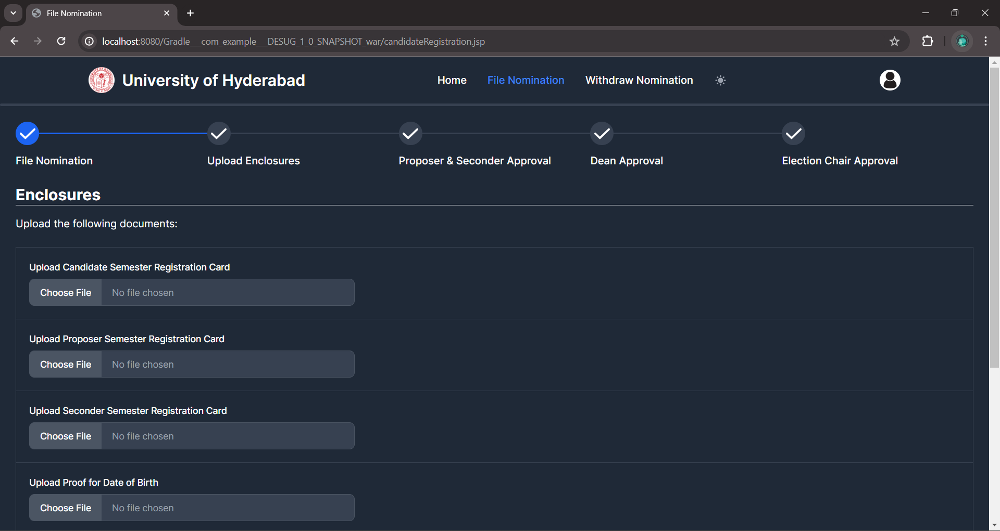 File Nomination
localhost:8080/Gradle___com_example___DESUG_1_0_SNAPSHOT_war/candidateRegistration.jsp
University of Hyderabad
Home
File Nomination
Withdraw Nomination
File Nomination
Upload Enclosures
Proposer & Seconder Approval
Dean Approval
Election Chair Approval
Enclosures
Upload the following documents:
Upload Candidate Semester Registration Card
Choose File No file chosen
Upload Proposer Semester Registration Card
Choose File No file chosen
Upload Seconder Semester Registration Card
Choose File No file chosen
Upload Proof for Date of Birth
Choose File No file chosen